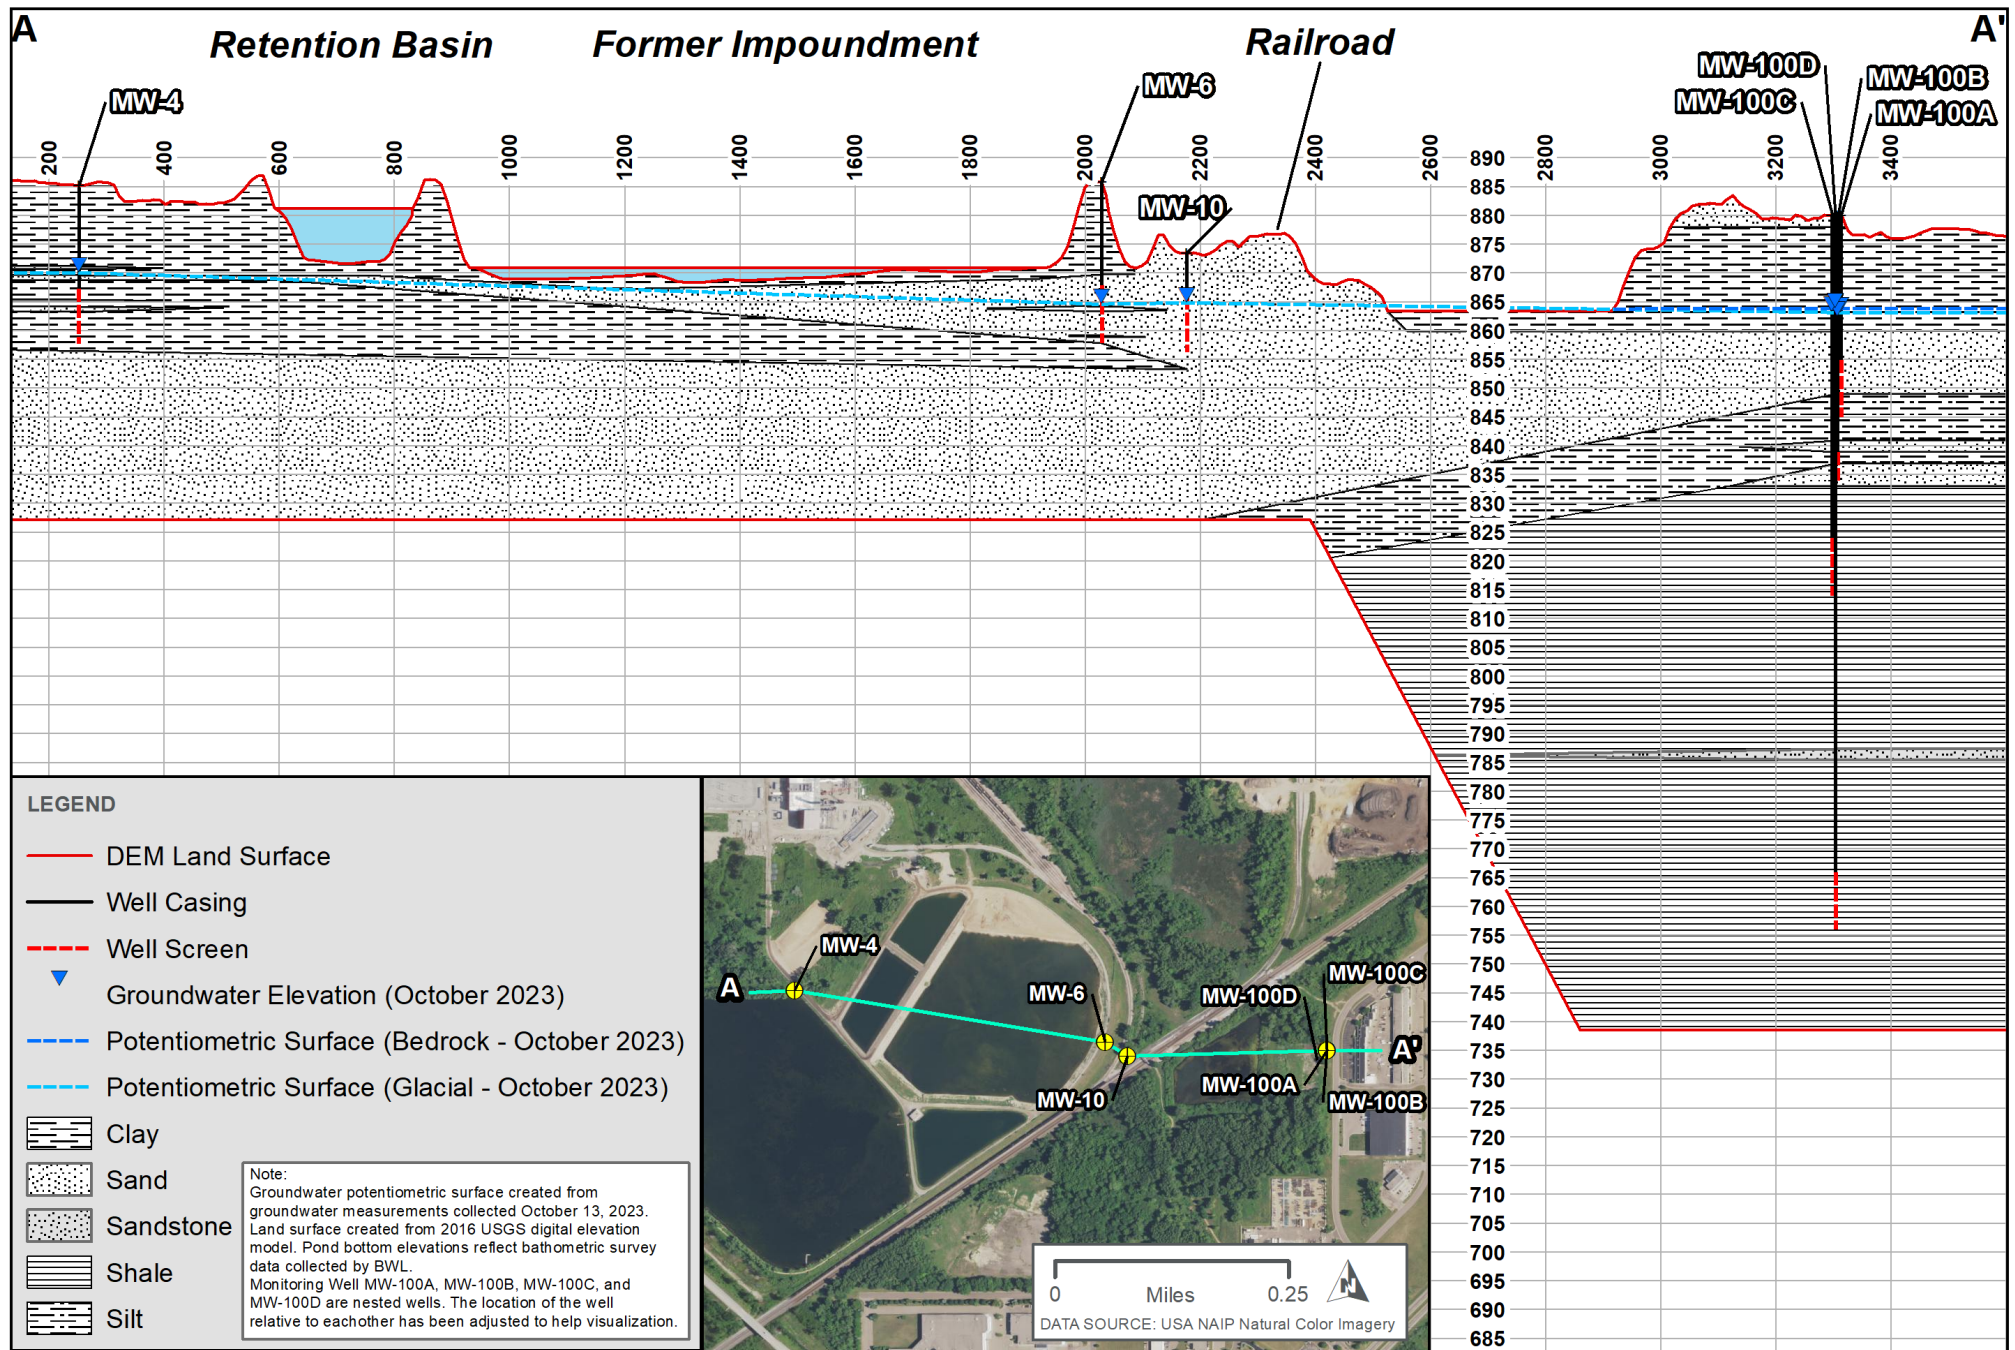 A
A'
Retention Basin
Former Impoundment
Railroad
MW-4
MW-6
MW-10
MW-100D
MW-100C
MW-100B
MW-100A
200
400
600
800
1000
1200
1400
1600
1800
2000
2200
2400
2600
2800
3000
3200
3400
890
885
880
875
870
865
860
855
850
845
840
835
830
825
820
815
810
805
800
795
790
785
780
775
770
765
760
755
750
745
740
735
730
725
720
715
710
705
700
695
690
685
LEGEND
DEM Land Surface
Well Casing
Well Screen
Groundwater Elevation (October 2023)
Potentiometric Surface (Bedrock - October 2023)
Potentiometric Surface (Glacial - October 2023)
Clay
Sand
Sandstone
Shale
Silt
Note:
Groundwater potentiometric surface created from
groundwater measurements collected October 13, 2023.
Land surface created from 2016 USGS digital elevation
model. Pond bottom elevations reflect bathometric survey
data collected by BWL.
Monitoring Well MW-100A, MW-100B, MW-100C, and
MW-100D are nested wells. The location of the well
relative to eachother has been adjusted to help visualization.
MW-4
A
MW-6
MW-100C
MW-100D
A'
MW-100A
MW-10
MW-100B
0
Miles
0.25
N
DATA SOURCE: USA NAIP Natural Color Imagery